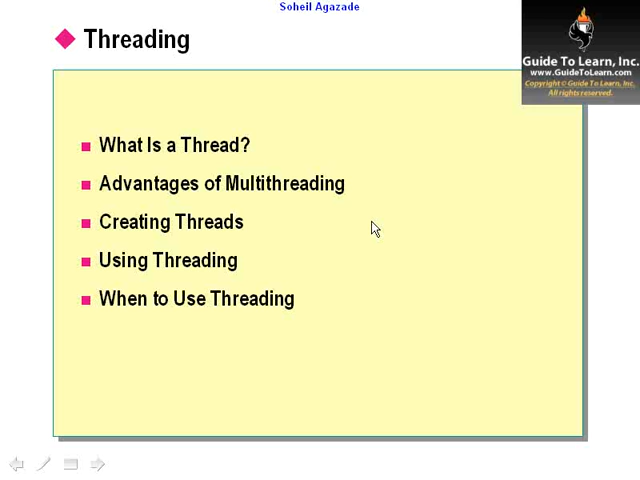 Soheil Agazade
Threading
Guide To Learn, Inc.
www.GuideToLearn.com
Copyright © Guide To Learn, Inc.
All rights reserved.
What Is a Thread?
Advantages of Multithreading
Creating Threads
Using Threading
When to Use Threading